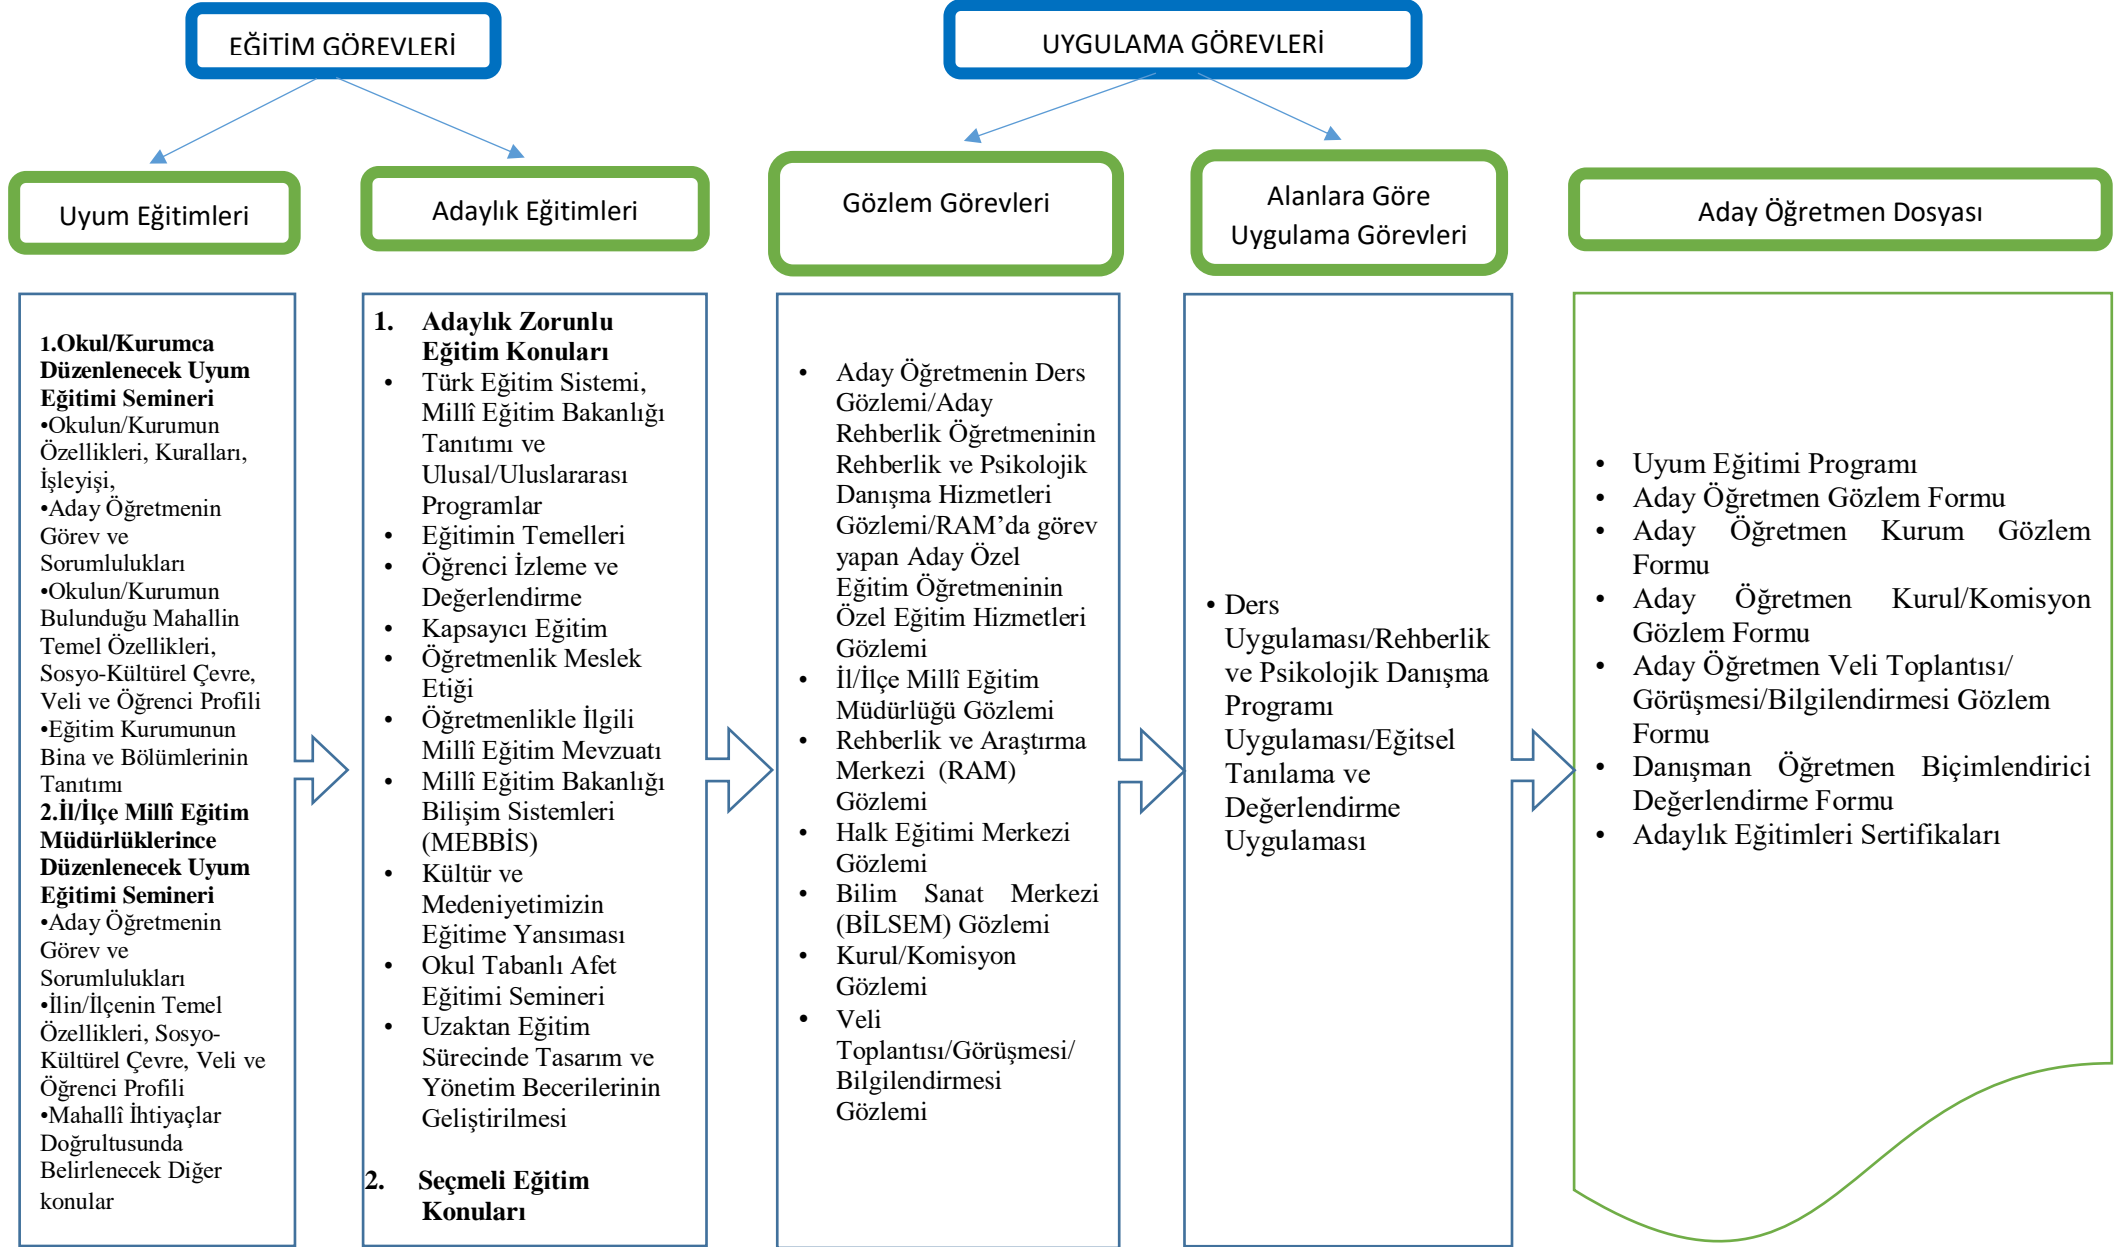 EĞİTİM GÖREVLERİ
UYGULAMA GÖREVLERİ
Uyum Eğitimleri
Adaylık Eğitimleri
Gözlem Görevleri
Alanlara Göre
Uygulama Görevleri
Aday Öğretmen Dosyası
1.Okul/Kurumca
Düzenlenecek Uyum
Eğitimi Semineri
•Okulun/Kurumun
Özellikleri, Kuralları,
İşleyişi,
•Aday Öğretmenin
Görev ve
Sorumlulukları
•Okulun/Kurumun
Bulunduğu Mahallin
Temel Özellikleri,
Sosyo-Kültürel Çevre,
Veli ve Öğrenci Profili
•Eğitim Kurumunun
Bina ve Bölümlerinin
Tanıtımı
2.İl/İlçe Millî Eğitim
Müdürlüklerince
Düzenlenecek Uyum
Eğitimi Semineri
•Aday Öğretmenin
Görev ve
Sorumlulukları
•İlin/İlçenin Temel
Özellikleri, Sosyo-
Kültürel Çevre, Veli ve
Öğrenci Profili
•Mahallî İhtiyaçlar
Doğrultusunda
Belirlenecek Diğer
konular
1. Adaylık Zorunlu
Eğitim Konuları
• Türk Eğitim Sistemi,
Millî Eğitim Bakanlığı
Tanıtımı ve
Ulusal/Uluslararası
Programlar
• Eğitimin Temelleri
• Öğrenci İzleme ve
Değerlendirme
• Kapsayıcı Eğitim
• Öğretmenlik Meslek
Etiği
• Öğretmenlikle İlgili
Millî Eğitim Mevzuatı
• Millî Eğitim Bakanlığı
Bilişim Sistemleri
(MEBBİS)
• Kültür ve
Medeniyetimizin
Eğitime Yansıması
• Okul Tabanlı Afet
Eğitimi Semineri
• Uzaktan Eğitim
Sürecinde Tasarım ve
Yönetim Becerilerinin
Geliştirilmesi
2. Seçmeli Eğitim
Konuları
• Aday Öğretmenin Ders
Gözlemi/Aday
Rehberlik Öğretmeninin
Rehberlik ve Psikolojik
Danışma Hizmetleri
Gözlemi/RAM’da görev
yapan Aday Özel
Eğitim Öğretmeninin
Özel Eğitim Hizmetleri
Gözlemi
• İl/İlçe Millî Eğitim
Müdürlüğü Gözlemi
• Rehberlik ve Araştırma
Merkezi (RAM)
Gözlemi
• Halk Eğitimi Merkezi
Gözlemi
• Bilim Sanat Merkezi
(BİLSEM) Gözlemi
• Kurul/Komisyon
Gözlemi
• Veli
Toplantısı/Görüşmesi/
Bilgilendirmesi
Gözlemi
• Ders
Uygulaması/Rehberlik
ve Psikolojik Danışma
Programı
Uygulaması/Eğitsel
Tanılama ve
Değerlendirme
Uygulaması
• Uyum Eğitimi Programı
• Aday Öğretmen Gözlem Formu
• Aday Öğretmen Kurum Gözlem
Formu
• Aday Öğretmen Kurul/Komisyon
Gözlem Formu
• Aday Öğretmen Veli Toplantısı/
Görüşmesi/Bilgilendirmesi Gözlem
Formu
• Danışman Öğretmen Biçimlendirici
Değerlendirme Formu
• Adaylık Eğitimleri Sertifikaları